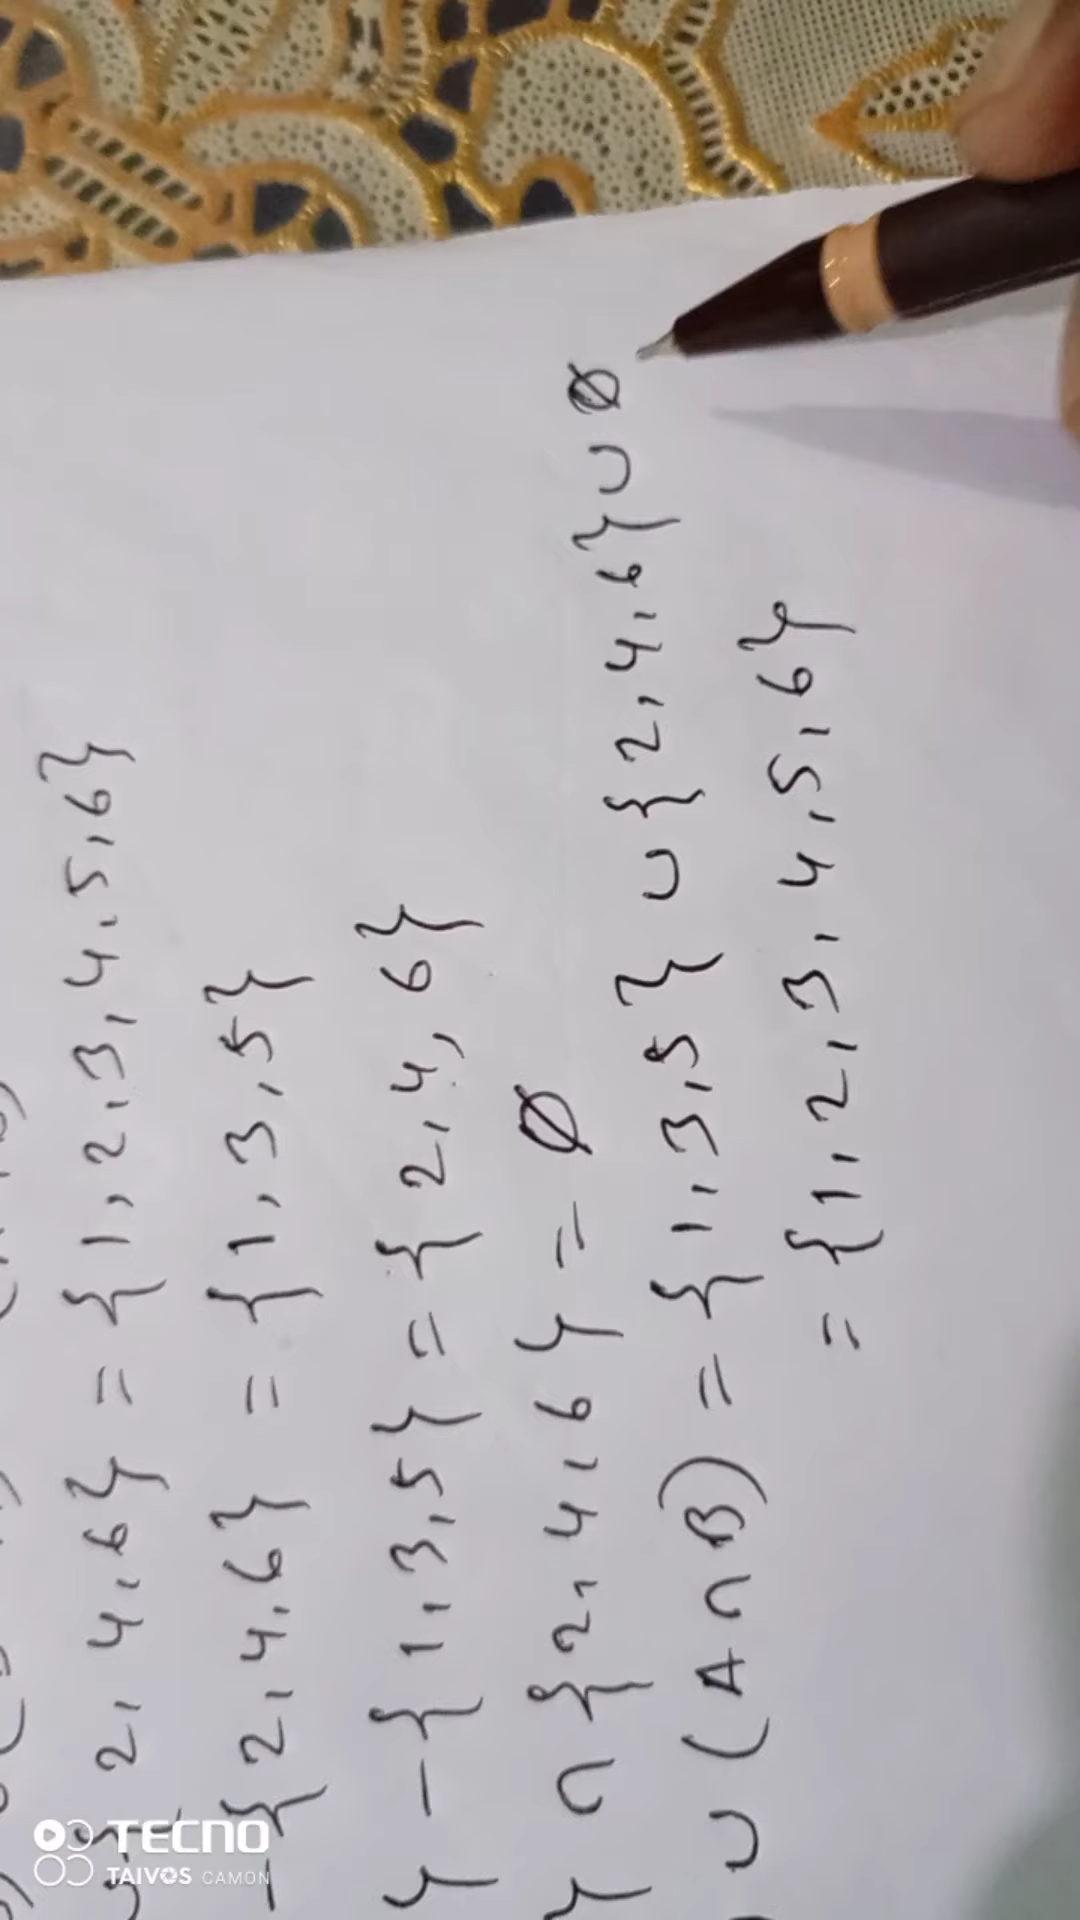 2,4,6} = {1,2,3,4,5,6}
- {2,4,6} = {1,3,5}
} - {1,3,5} = {2,4,6}
} ∩ {2,4,6} = Ø
∪ (A∩B) = {1,3,5} ∪ {2,4,6} ∪ Ø
= {1,2,3,4,5,6}
TECNO
TAIVOS CAMON